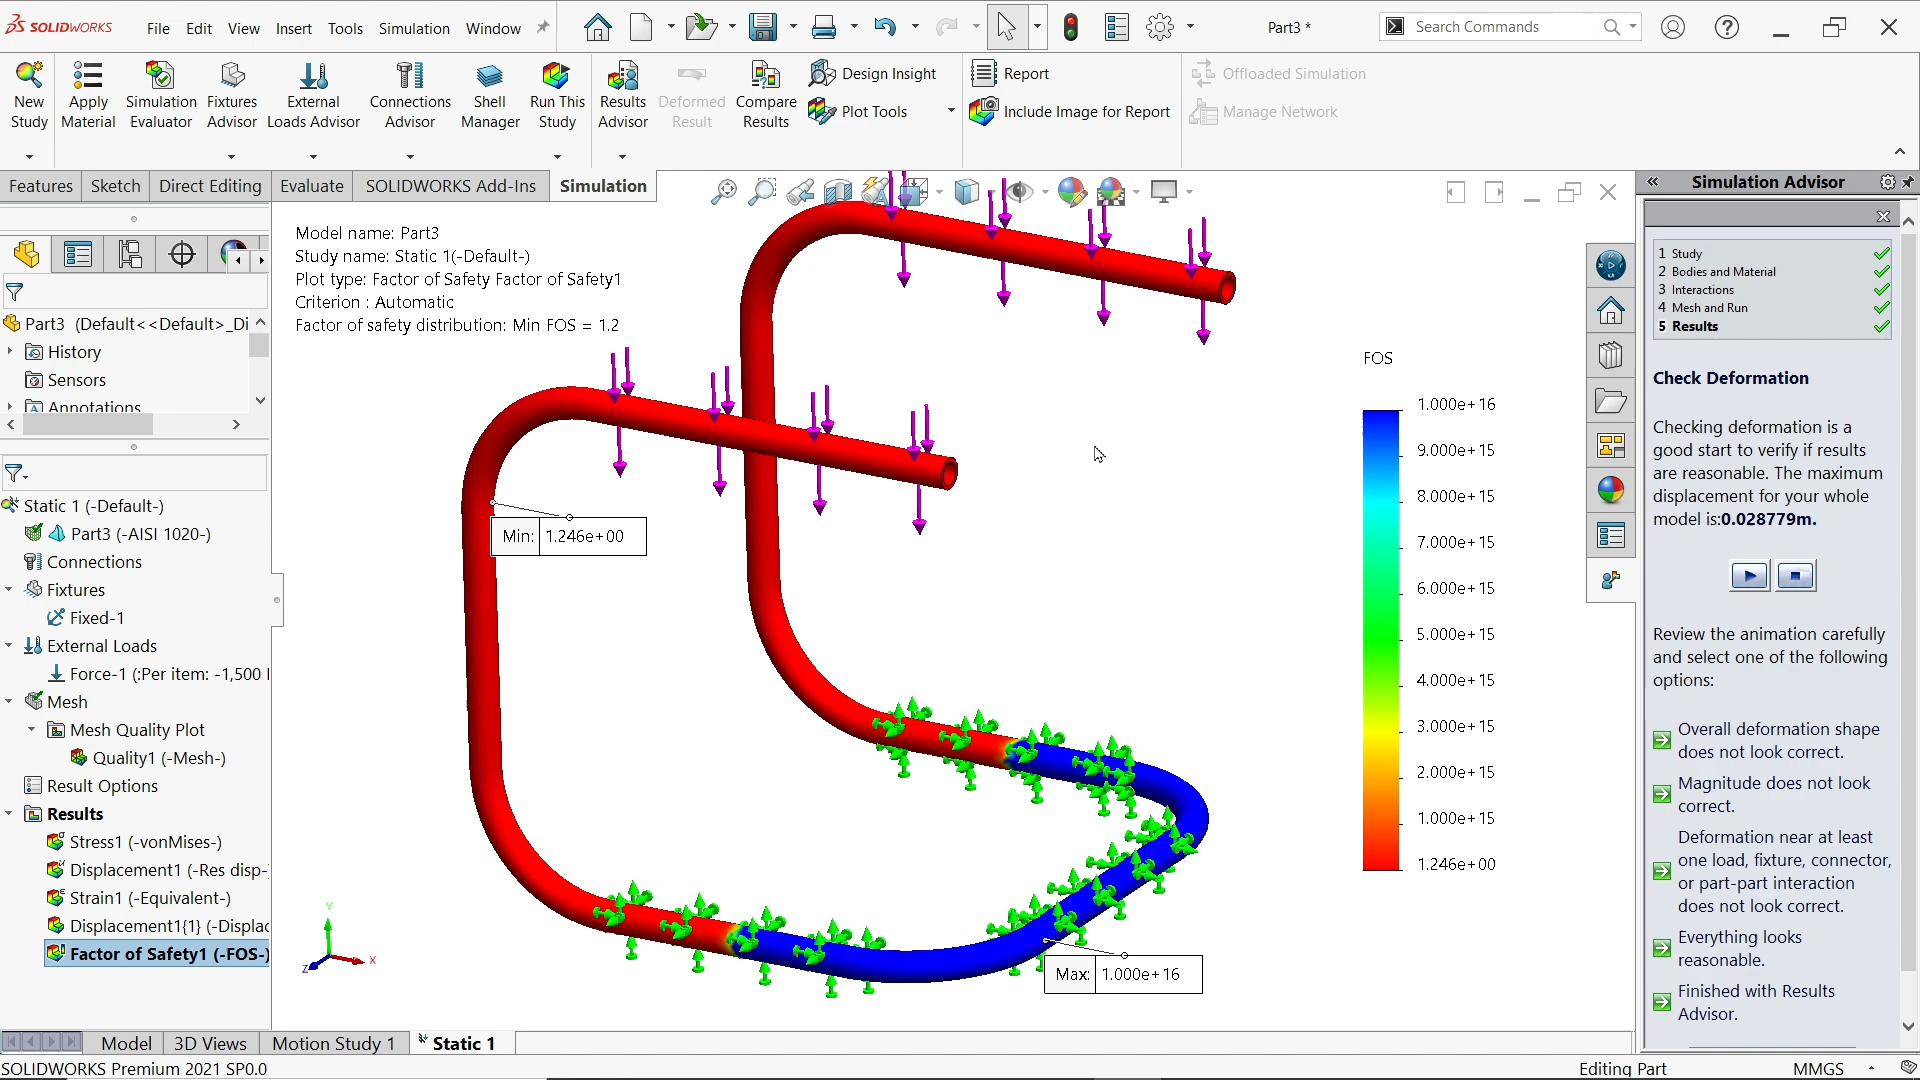 SOLIDWORKS
File Edit View Insert Tools Simulation Window
Part3 *
Search Commands
New Study
Apply Material
Simulation Evaluator
Fixtures Advisor
External Loads Advisor
Connections Advisor
Shell Manager
Run This Study
Results Advisor
Deformed Result
Compare Results
Design Insight
Plot Tools
Report
Include Image for Report
Offloaded Simulation
Manage Network
Features Sketch Direct Editing Evaluate SOLIDWORKS Add-Ins Simulation
Part3 (Default<<Default>_Di
History
Sensors
Annotations
Static 1 (-Default-)
Part3 (-AISI 1020-)
Connections
Fixtures
Fixed-1
External Loads
Force-1 (:Per item: -1,500
Mesh
Mesh Quality Plot
Quality1 (-Mesh-)
Result Options
Results
Stress1 (-vonMises-)
Displacement1 (-Res disp-
Strain1 (-Equivalent-)
Displacement1{1} (-Displac
Factor of Safety1 (-FOS-)
Model name: Part3
Study name: Static 1(-Default-)
Plot type: Factor of Safety Factor of Safety1
Criterion : Automatic
Factor of safety distribution: Min FOS = 1.2
Min: 1.246e+00
Max: 1.000e+16
Y
X
Z
FOS
1.000e+16
9.000e+15
8.000e+15
7.000e+15
6.000e+15
5.000e+15
4.000e+15
3.000e+15
2.000e+15
1.000e+15
1.246e+00
Simulation Advisor
1 Study
2 Bodies and Material
3 Interactions
4 Mesh and Run
5 Results
Check Deformation
Checking deformation is a
good start to verify if results
are reasonable. The maximum
displacement for your whole
model is:0.028779m.
Review the animation carefully
and select one of the following
options:
Overall deformation shape
does not look correct.
Magnitude does not look
correct.
Deformation near at least
one load, fixture, connector,
or part-part interaction
does not look correct.
Everything looks
reasonable.
Finished with Results
Advisor.
Model 3D Views Motion Study 1 Static 1
SOLIDWORKS Premium 2021 SP0.0
Editing Part
MMGS